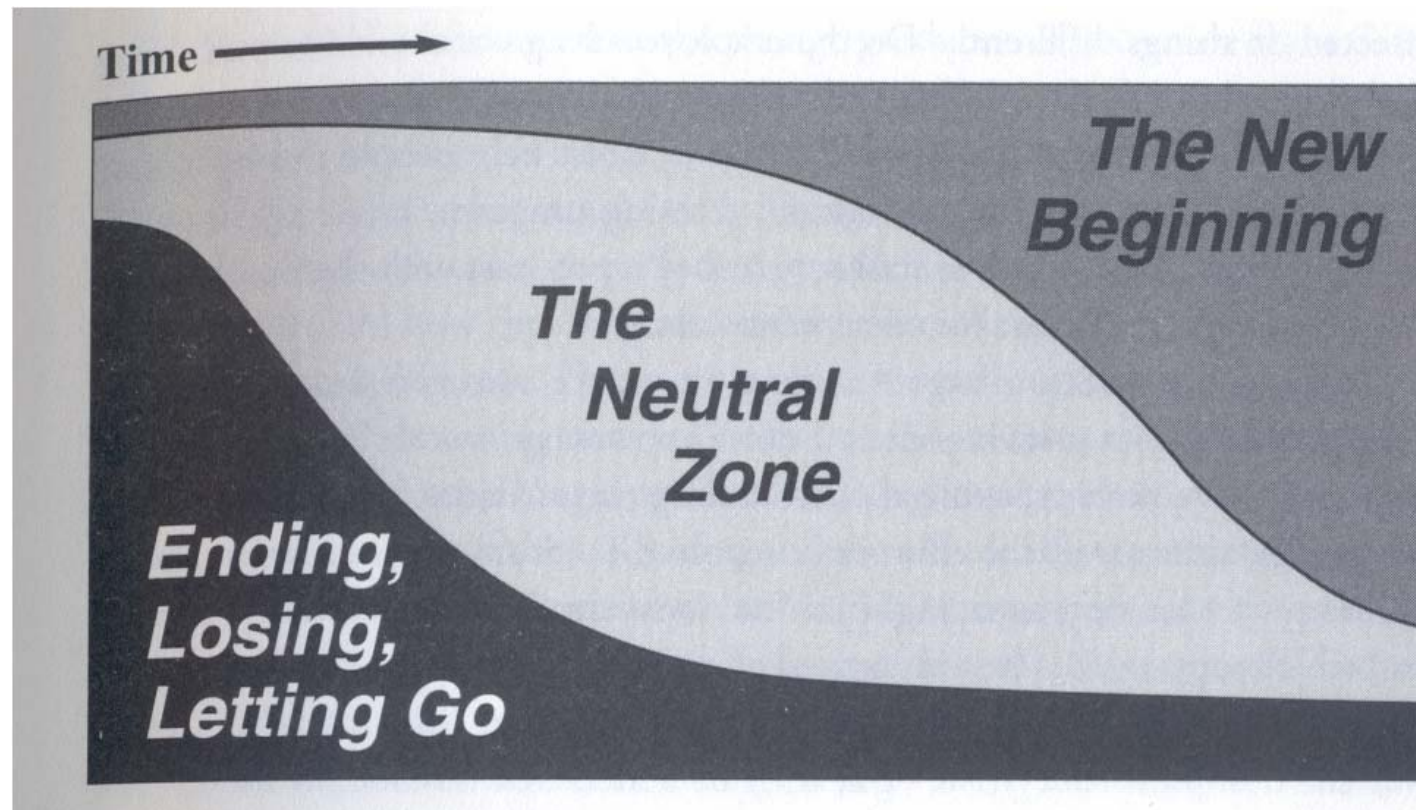 Time
The New
Beginning
The
Neutral
Zone
Ending,
Losing,
Letting Go